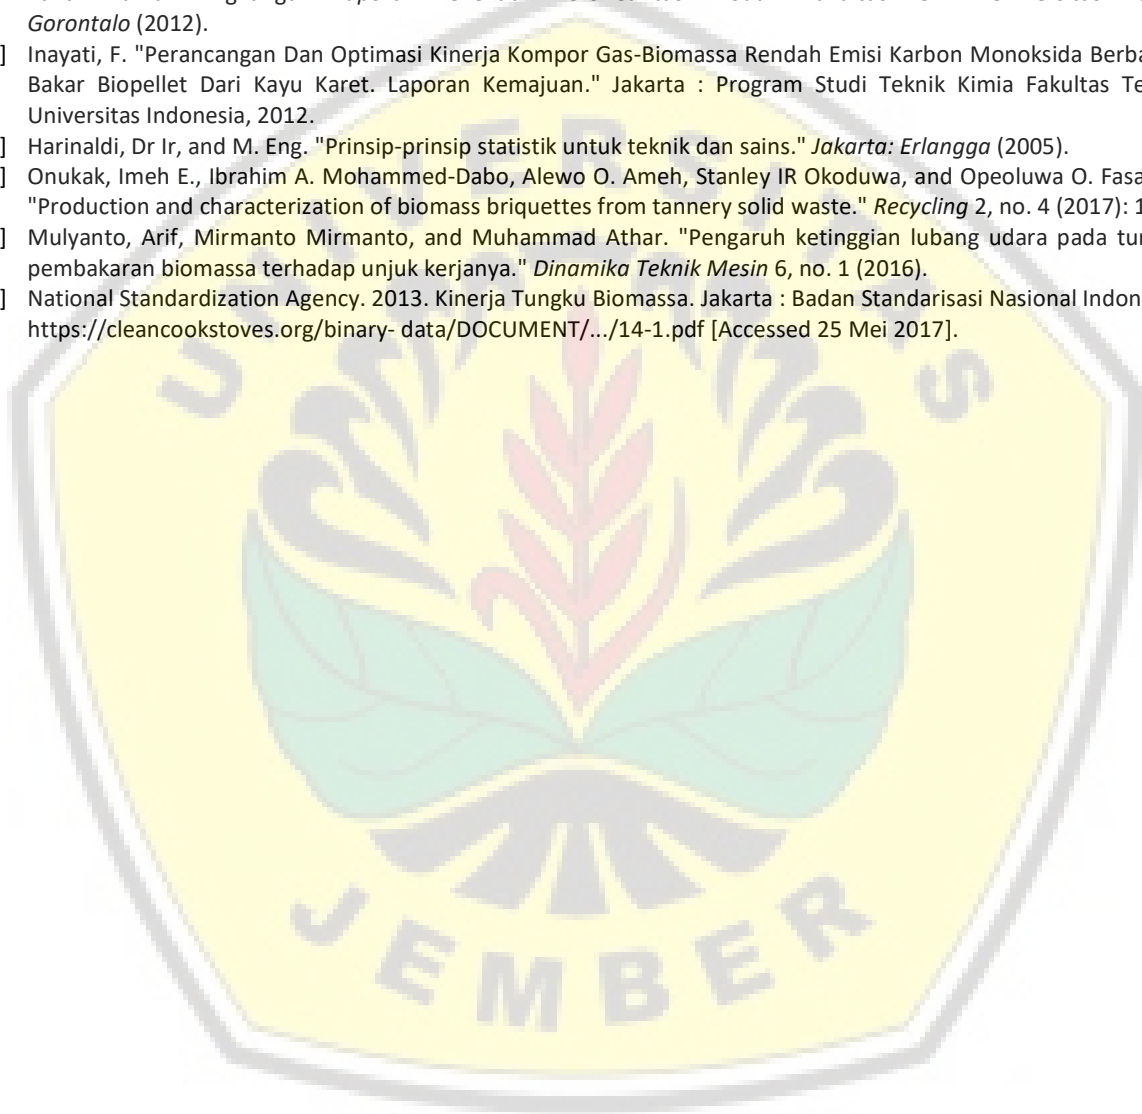 Gorontalo (2012).
] Inayati, F. "Perancangan Dan Optimasi Kinerja Kompor Gas-Biomassa Rendah Emisi Karbon Monoksida Berba
Bakar Biopellet Dari Kayu Karet. Laporan Kemajuan." Jakarta : Program Studi Teknik Kimia Fakultas Te
Universitas Indonesia, 2012.
] Harinaldi, Dr Ir, and M. Eng. "Prinsip-prinsip statistik untuk teknik dan sains." Jakarta: Erlangga (2005).
] Onukak, Imeh E., Ibrahim A. Mohammed-Dabo, Alewo O. Ameh, Stanley IR Okoduwa, and Opeoluwa O. Fasa
"Production and characterization of biomass briquettes from tannery solid waste." Recycling 2, no. 4 (2017): 1
] Mulyanto, Arif, Mirmanto Mirmanto, and Muhammad Athar. "Pengaruh ketinggian lubang udara pada tun
pembakaran biomassa terhadap unjuk kerjanya." Dinamika Teknik Mesin 6, no. 1 (2016).
] National Standardization Agency. 2013. Kinerja Tungku Biomassa. Jakarta : Badan Standarisasi Nasional Indon
https://cleancookstoves.org/binary- data/DOCUMENT/.../14-1.pdf [Accessed 25 Mei 2017].
UNIVERSITAS
JEMBER